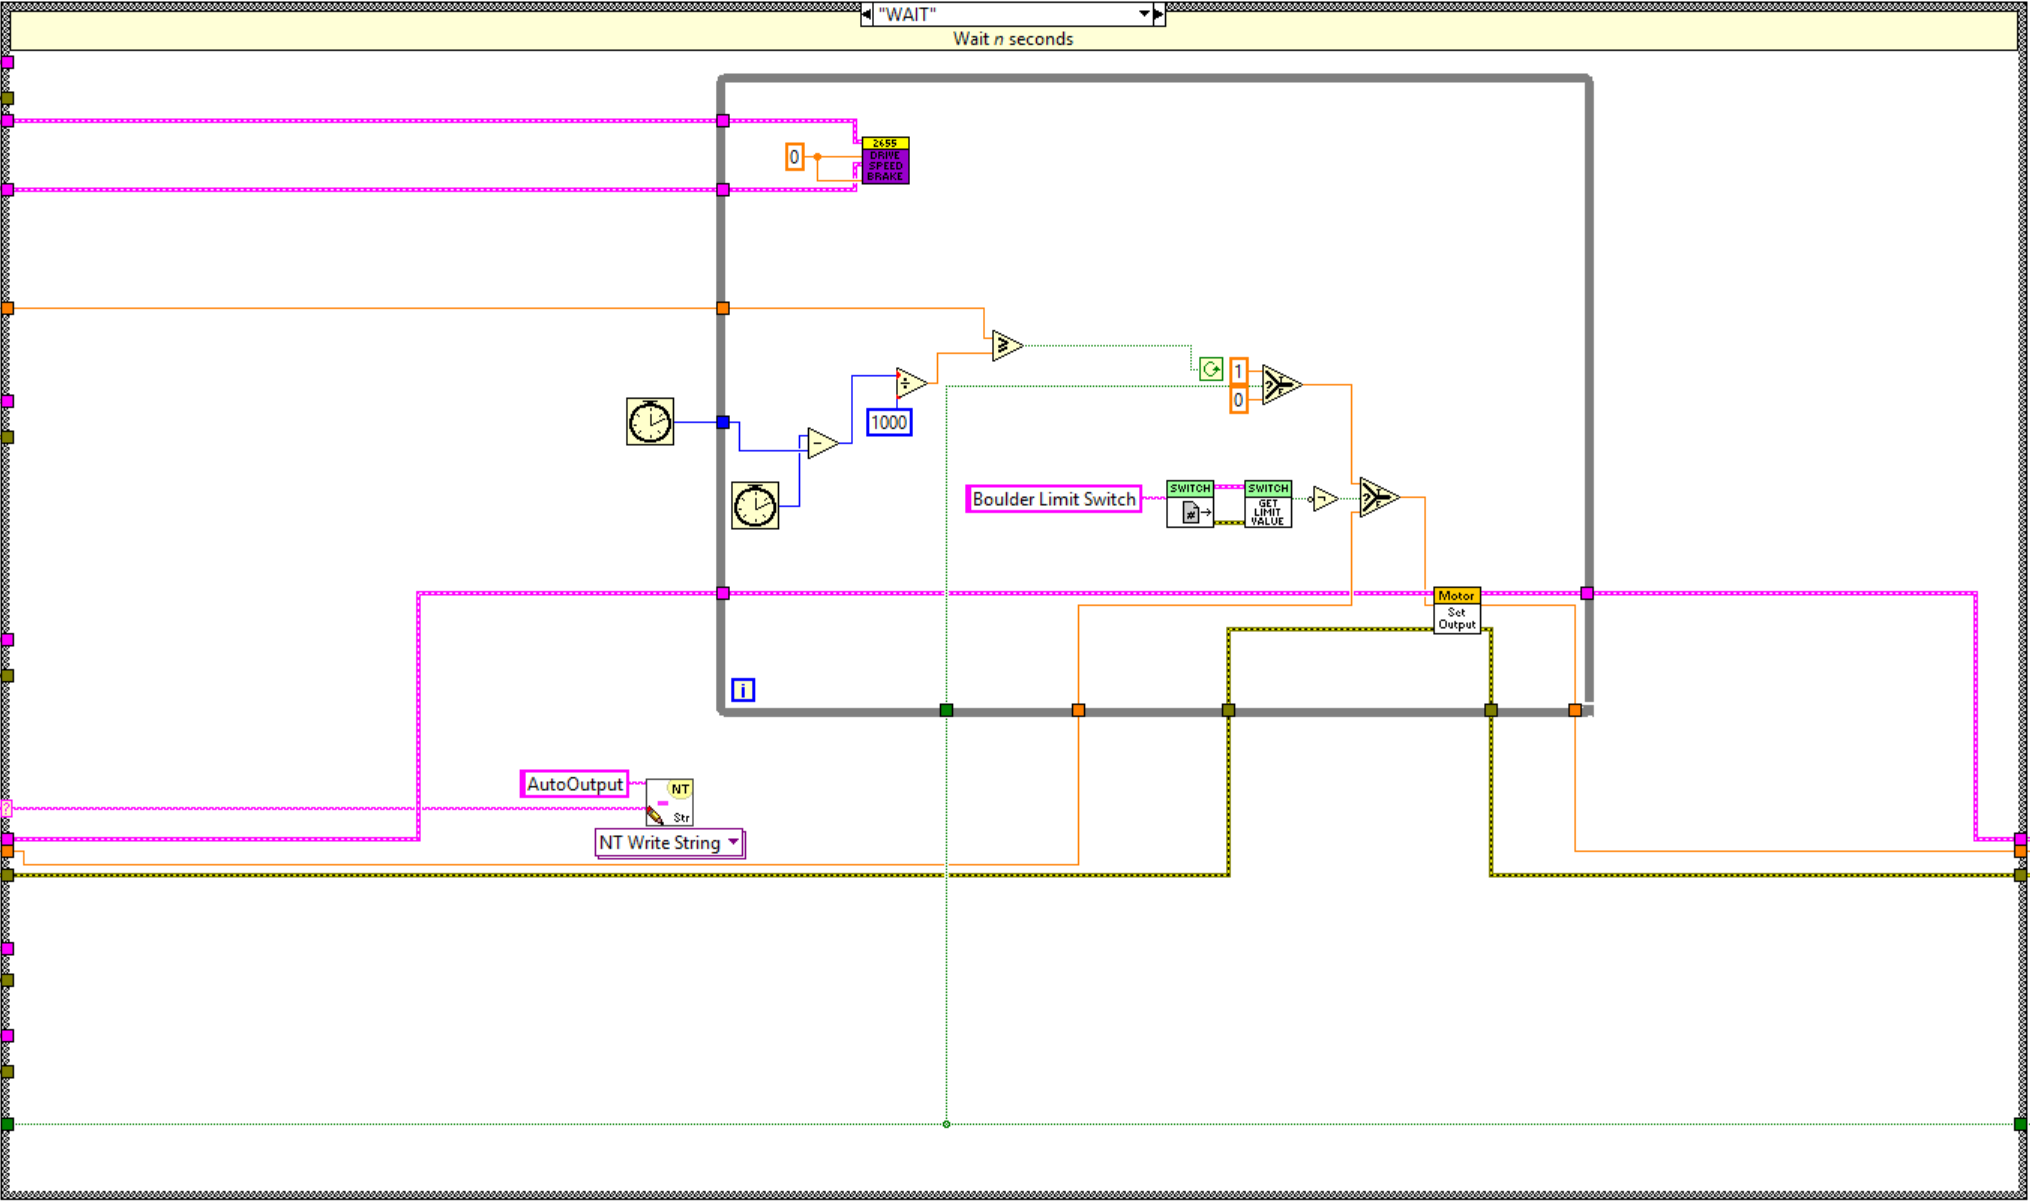 "WAIT"
Wait n seconds
2655
DRIVE
SPEED
BRAKE
0
1000
1
0
Boulder Limit Switch
SWITCH
#
SWITCH
GET
LIMIT
VALUE
Motor
Set
Output
i
AutoOutput
NT
Str
NT Write String